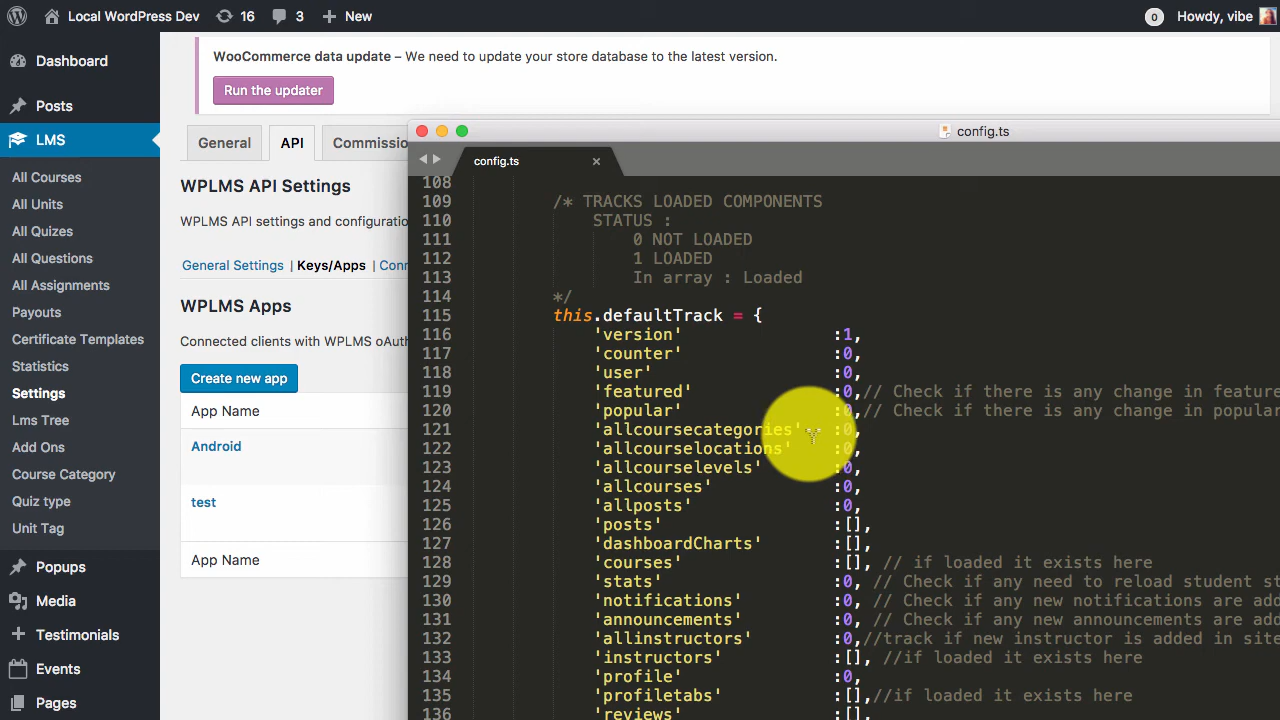 Local WordPress Dev 16 3 New 0 Howdy, vibe
Dashboard
Posts
LMS
All Courses
All Units
All Quizes
All Questions
All Assignments
Payouts
Certificate Templates
Statistics
Settings
Lms Tree
Add Ons
Course Category
Quiz type
Unit Tag
Popups
Media
Testimonials
Events
Pages
WooCommerce data update – We need to update your store database to the latest version.
Run the updater
General API Commissio
WPLMS API Settings
WPLMS API settings and configuratio
General Settings | Keys/Apps | Conn
WPLMS Apps
Connected clients with WPLMS oAuth
Create new app
App Name
Android
test
App Name
config.ts
config.ts
108
109 /* TRACKS LOADED COMPONENTS
110 STATUS :
111 0 NOT LOADED
112 1 LOADED
113 In array : Loaded
114 */
115 this.defaultTrack = {
116 'version' :1,
117 'counter' :0,
118 'user' :0,
119 'featured' :0,// Check if there is any change in feature
120 'popular' :0,// Check if there is any change in popular
121 'allcoursecategories' :0,
122 'allcourselocations' :0,
123 'allcourselevels' :0,
124 'allcourses' :0,
125 'allposts' :0,
126 'posts' :[],
127 'dashboardCharts' :[],
128 'courses' :[], // if loaded it exists here
129 'stats' :0, // Check if any need to reload student st
130 'notifications' :0, // Check if any new notifications are add
131 'announcements' :0, // Check if any new announcements are add
132 'allinstructors' :0,//track if new instructor is added in site
133 'instructors' :[], //if loaded it exists here
134 'profile' :0,
135 'profiletabs' :[],//if loaded it exists here
136 'reviews' :[],